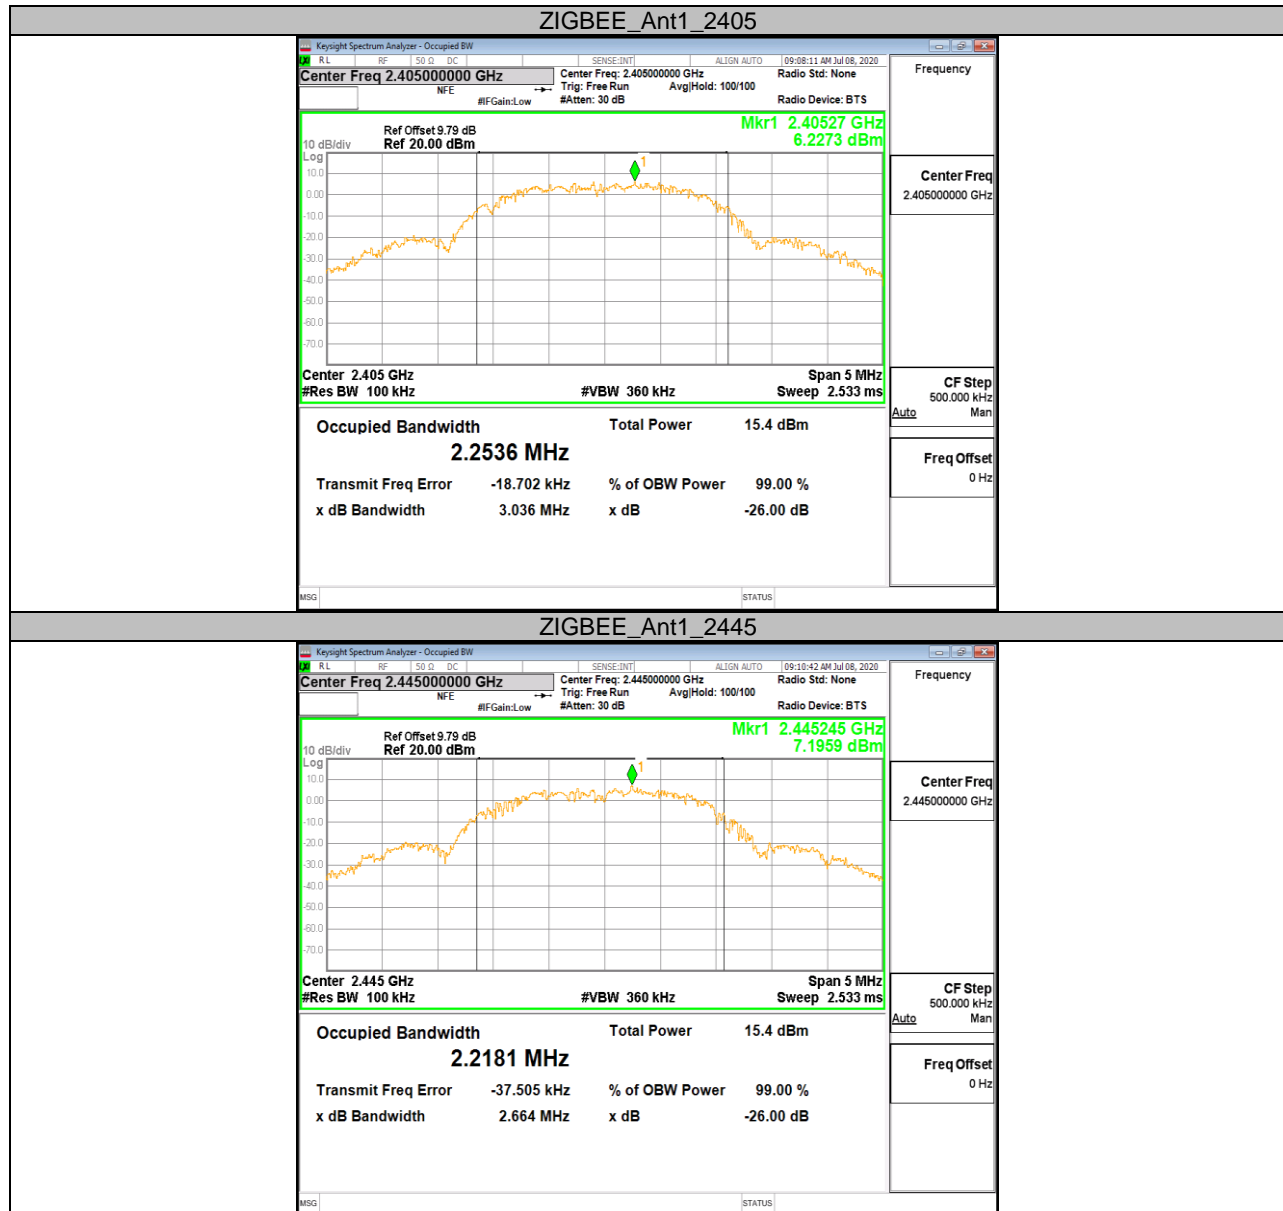 ZIGBEE_Ant1_2405
Keysight Spectrum Analyzer - Occupied BW
LXI RL RF 50 Ω DC SENSE:INT ALIGN AUTO 09:08:11 AM Jul 08, 2020
Center Freq 2.405000000 GHz Center Freq: 2.405000000 GHz Radio Std: None Frequency
NFE Trig: Free Run Avg|Hold: 100/100
#IFGain:Low #Atten: 30 dB Radio Device: BTS
Mkr1 2.40527 GHz
6.2273 dBm
Ref Offset 9.79 dB
10 dB/div Ref 20.00 dBm
Log
1
10.0
0.00
-10.0
-20.0
-30.0
-40.0
-50.0
-60.0
-70.0
Center Freq
2.405000000 GHz
Center 2.405 GHz Span 5 MHz
#Res BW 100 kHz #VBW 360 kHz Sweep 2.533 ms
CF Step
500.000 kHz
Auto Man
Occupied Bandwidth Total Power 15.4 dBm
2.2536 MHz
Transmit Freq Error -18.702 kHz % of OBW Power 99.00 %
x dB Bandwidth 3.036 MHz x dB -26.00 dB
Freq Offset
0 Hz
MSG STATUS
ZIGBEE_Ant1_2445
Keysight Spectrum Analyzer - Occupied BW
LXI RL RF 50 Ω DC SENSE:INT ALIGN AUTO 09:10:42 AM Jul 08, 2020
Center Freq 2.445000000 GHz Center Freq: 2.445000000 GHz Radio Std: None Frequency
NFE Trig: Free Run Avg|Hold: 100/100
#IFGain:Low #Atten: 30 dB Radio Device: BTS
Mkr1 2.445245 GHz
7.1959 dBm
Ref Offset 9.79 dB
10 dB/div Ref 20.00 dBm
Log
1
10.0
0.00
-10.0
-20.0
-30.0
-40.0
-50.0
-60.0
-70.0
Center Freq
2.445000000 GHz
Center 2.445 GHz Span 5 MHz
#Res BW 100 kHz #VBW 360 kHz Sweep 2.533 ms
CF Step
500.000 kHz
Auto Man
Occupied Bandwidth Total Power 15.4 dBm
2.2181 MHz
Transmit Freq Error -37.505 kHz % of OBW Power 99.00 %
x dB Bandwidth 2.664 MHz x dB -26.00 dB
Freq Offset
0 Hz
MSG STATUS